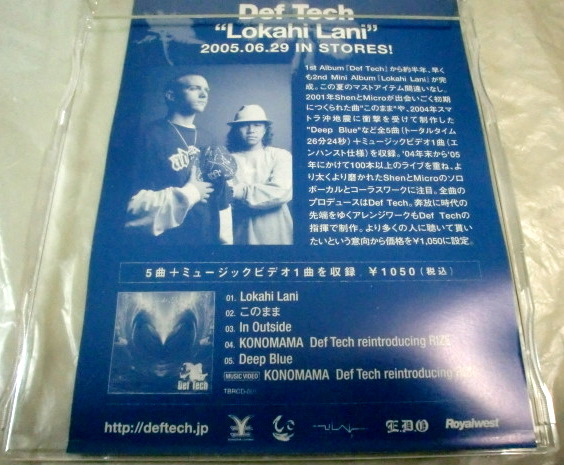 Def Tech
"Lokahi Lani"
2005.06.29 IN STORES!
1st Album「Def Tech」から約半年、早く
も2nd Mini Album「Lokahi Lani」が完
成。この夏のマストアイテム間違いなし。
2001年ShenとMicroが出会いごく初期
につくられた曲"このまま"や、2004年スマ
トラ沖地震に衝撃を受けて制作した
"Deep Blue"など全5曲（トータルタイム
26分24秒）＋ミュージックビデオ1曲（エ
ンハンスト仕様）を収録。'04年末から'05
年にかけて100本以上のライブを重ね、よ
り太くより磨かれたShenとMicroのソロ
ボーカルとコーラスワークに注目。全曲の
プロデュースはDef Tech。奔放に時代の
先端をゆくアレンジワークもDef Techの
指揮で制作。より多くの人に聴いて貰い
たいという意向から価格を¥1,050に設定。
5曲＋ミュージックビデオ1曲を収録 ¥1050（税込）
01. Lokahi Lani
02. このまま
03. In Outside
04. KONOMAMA Def Tech reintroducing RIZE
05. Deep Blue
MUSIC VIDEO KONOMAMA Def Tech reintroducing
Def Tech
http://deftech.jp
E.D.O
Royalwest